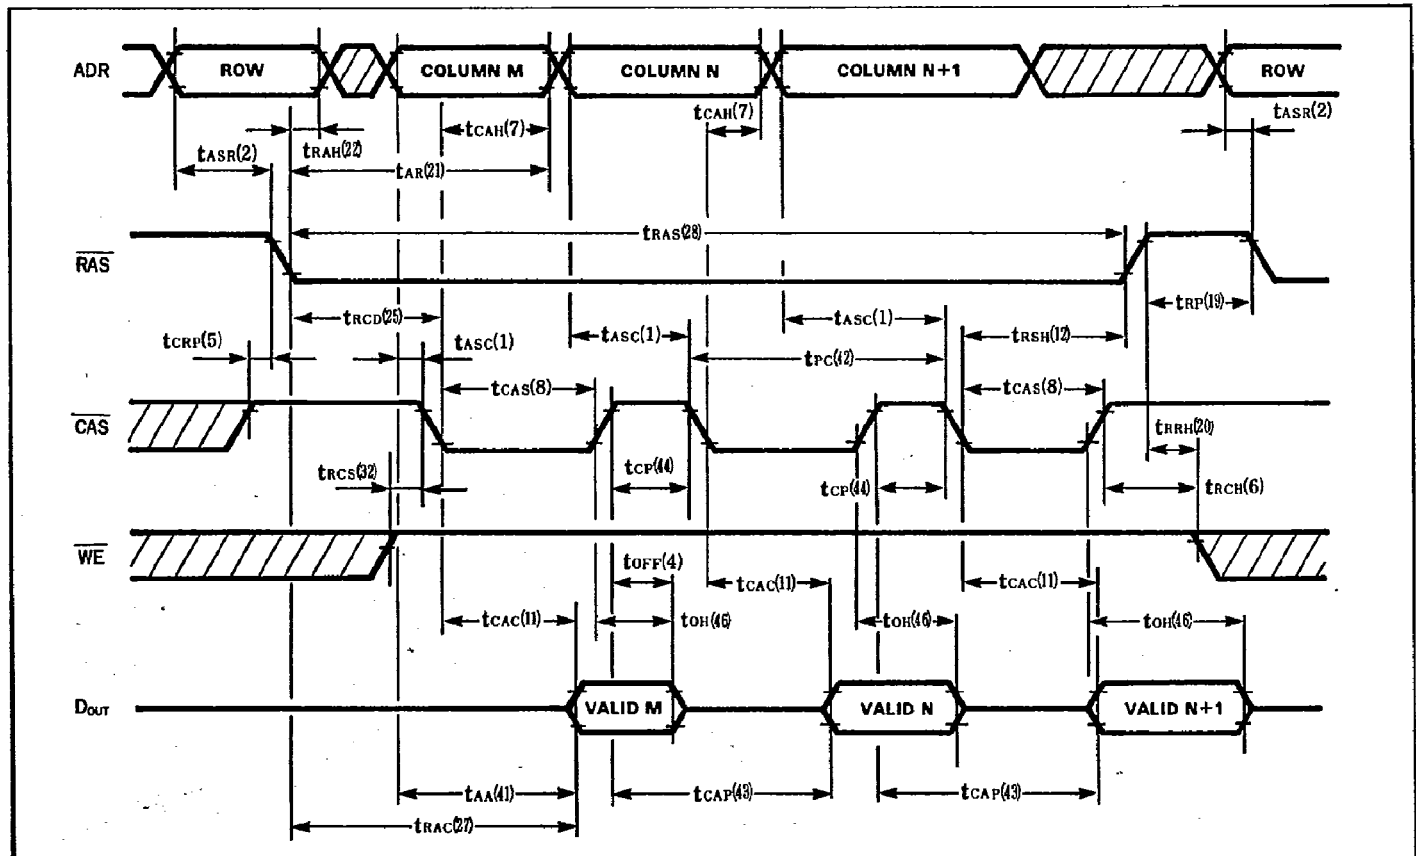 ADR ROW COLUMN M COLUMN N COLUMN N+1 ROW
tCAH(7) tCAH(7) tASR(2)
tASR(2) tRAH(22)
tAR(21)
RAS tRAS(28)
tRCD(25) tASC(1) tASC(1) tRP(19)
tCRP(5) tASC(1) tPC(42) tRSH(12)
tCAS(8) tCAS(8)
CAS
tRCS(32) tCP(44) tCP(44) tRRH(20)
tRCH(6)
WE
tOFF(4) tCAC(11) tCAC(11)
tCAC(11) tOH(46) tOH(46) tOH(46)
DOUT VALID M VALID N VALID N+1
tAA(41) tCAP(43) tCAP(43)
tRAC(27)